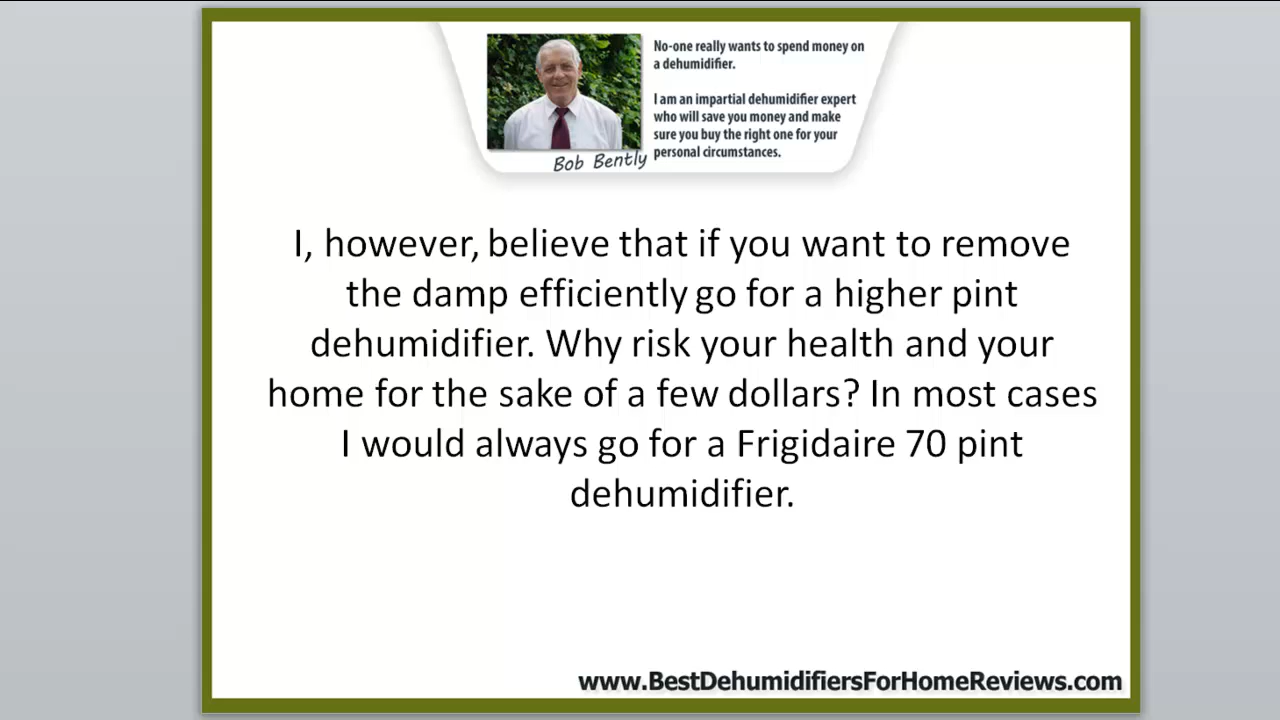 No-one really wants to spend money on
a dehumidifier.
I am an impartial dehumidifier expert
who will save you money and make
sure you buy the right one for your
personal circumstances.
Bob Bently
I, however, believe that if you want to remove
the damp efficiently go for a higher pint
dehumidifier. Why risk your health and your
home for the sake of a few dollars? In most cases
I would always go for a Frigidaire 70 pint
dehumidifier.
www.BestDehumidifiersForHomeReviews.com